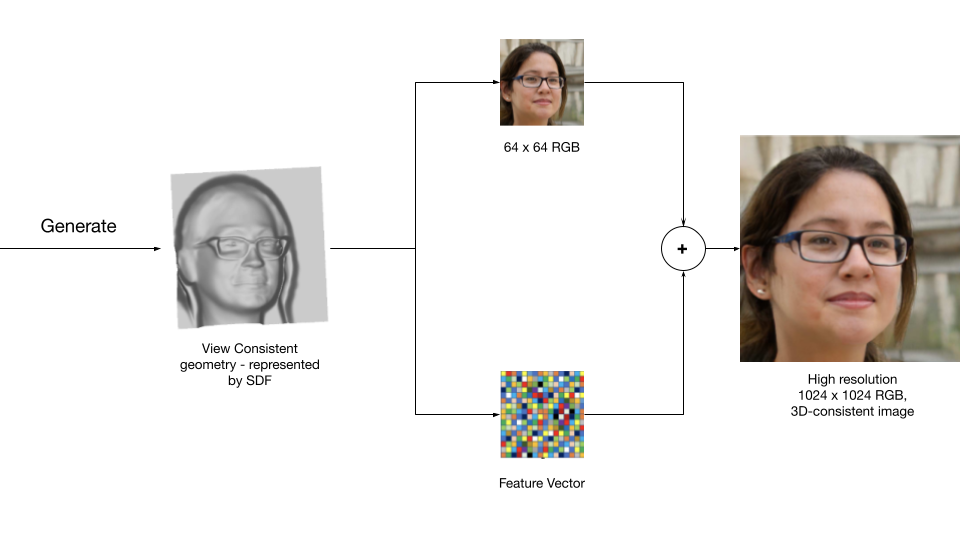 Generate
View Consistent
geometry - represented
by SDF
64 x 64 RGB
+
Feature Vector
High resolution
1024 x 1024 RGB,
3D-consistent image